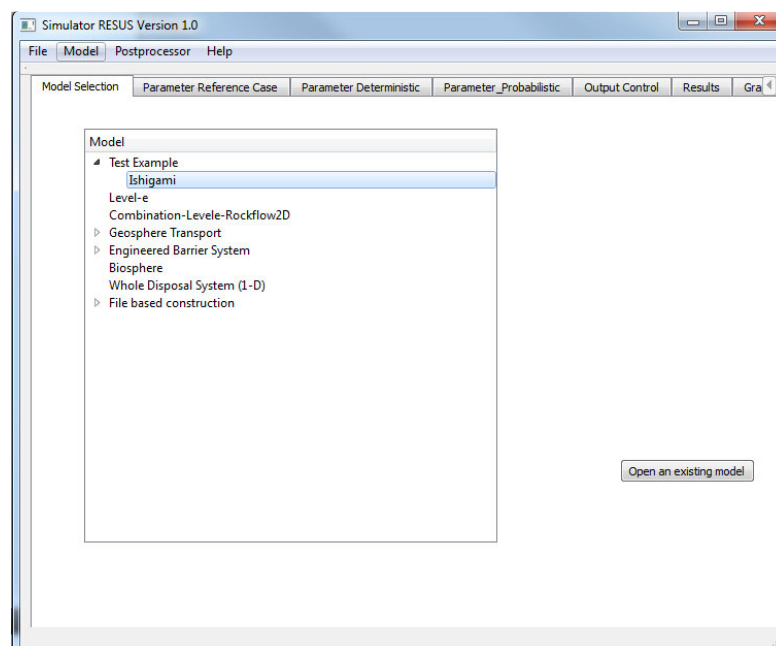 Simulator RESUS Version 1.0
File Model Postprocessor Help
Model Selection Parameter Reference Case Parameter Deterministic Parameter_Probabilistic Output Control Results Gra
Model
Test Example
Ishigami
Level-e
Combination-Levele-Rockflow2D
Geosphere Transport
Engineered Barrier System
Biosphere
Whole Disposal System (1-D)
File based construction
Open an existing model